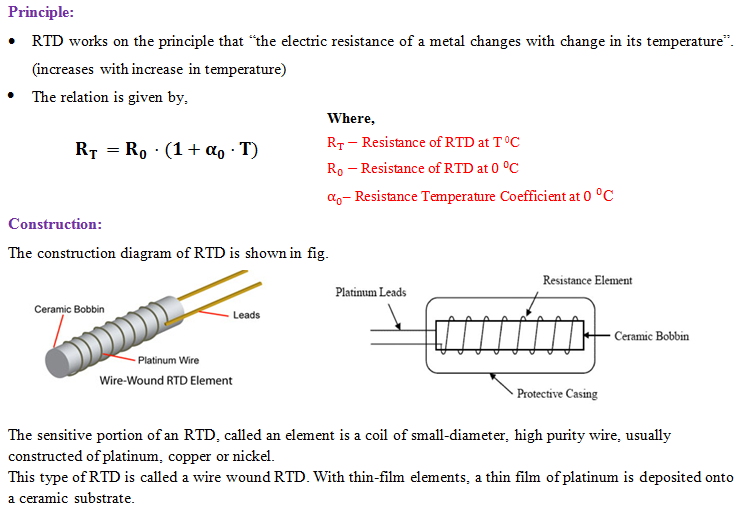 Principle:
• RTD works on the principle that “the electric resistance of a metal changes with change in its temperature”.
(increases with increase in temperature)
• The relation is given by,
Where,
R_T = R_0 · (1 + α_0 · T)
R_T – Resistance of RTD at T ⁰C
R_0 – Resistance of RTD at 0 ⁰C
α_0– Resistance Temperature Coefficient at 0 ⁰C
Construction:
The construction diagram of RTD is shown in fig.
Ceramic Bobbin
Leads
Platinum Wire
Wire-Wound RTD Element
Resistance Element
Platinum Leads
Ceramic Bobbin
Protective Casing
The sensitive portion of an RTD, called an element is a coil of small-diameter, high purity wire, usually
constructed of platinum, copper or nickel.
This type of RTD is called a wire wound RTD. With thin-film elements, a thin film of platinum is deposited onto
a ceramic substrate.